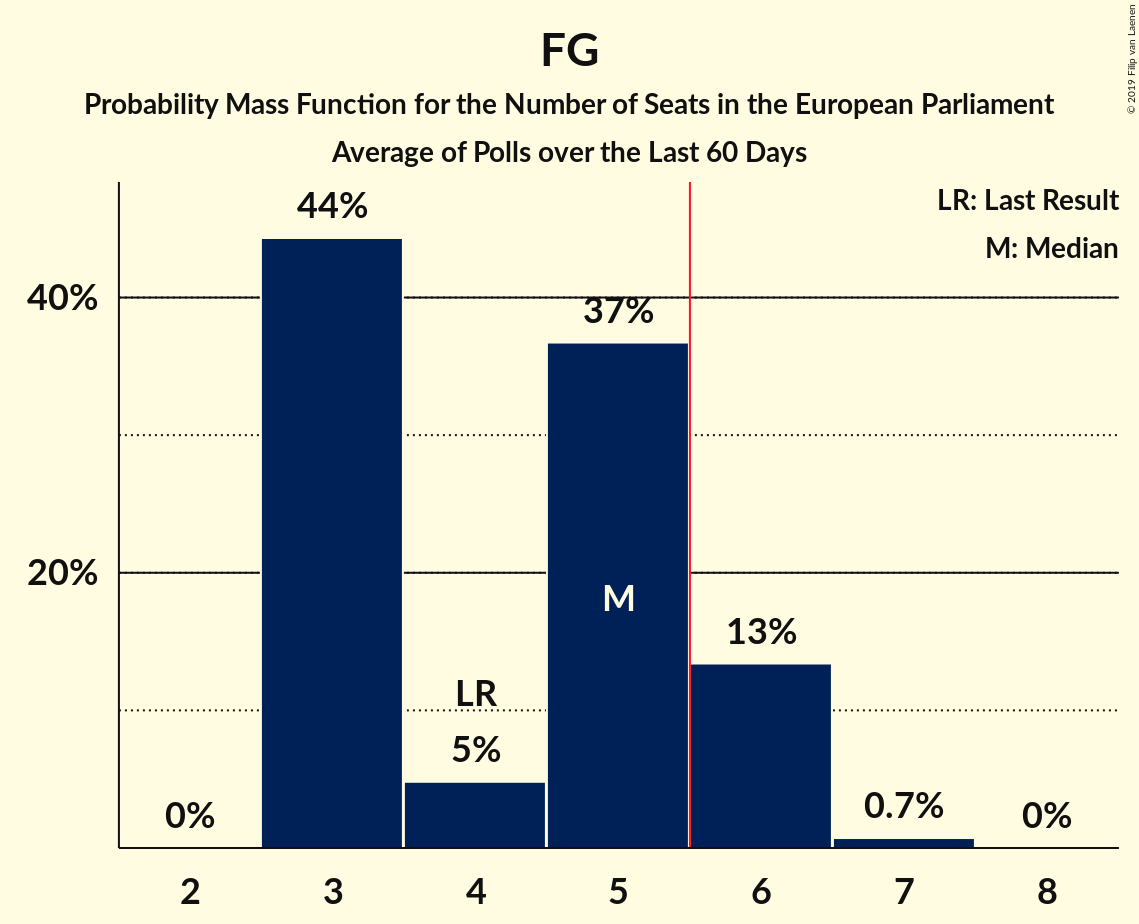 FG
Probability Mass Function for the Number of Seats in the European Parliament
Average of Polls over the Last 60 Days
© 2019 Filip van Laenen
LR: Last Result
M: Median
44%
40%
37%
20%
M
13%
LR
5%
0%
0.7%
0%
2 3 4 5 6 7 8